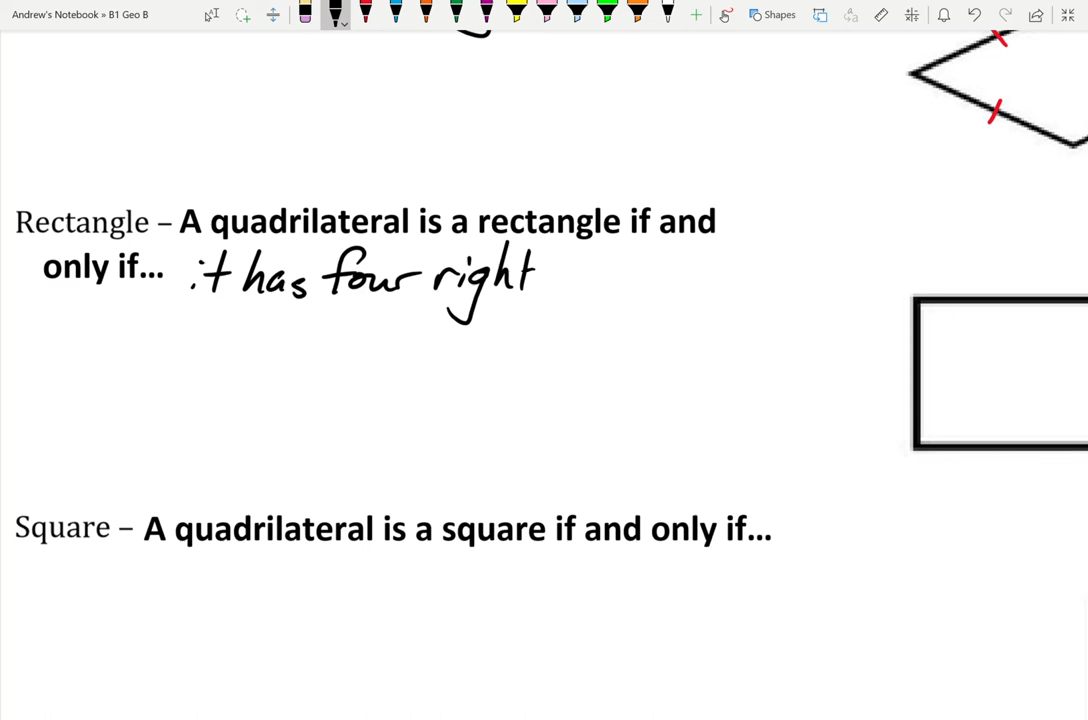 Andrew's Notebook » B1 Geo B
Shapes
Rectangle – A quadrilateral is a rectangle if and
only if... it has four right
Square – A quadrilateral is a square if and only if...